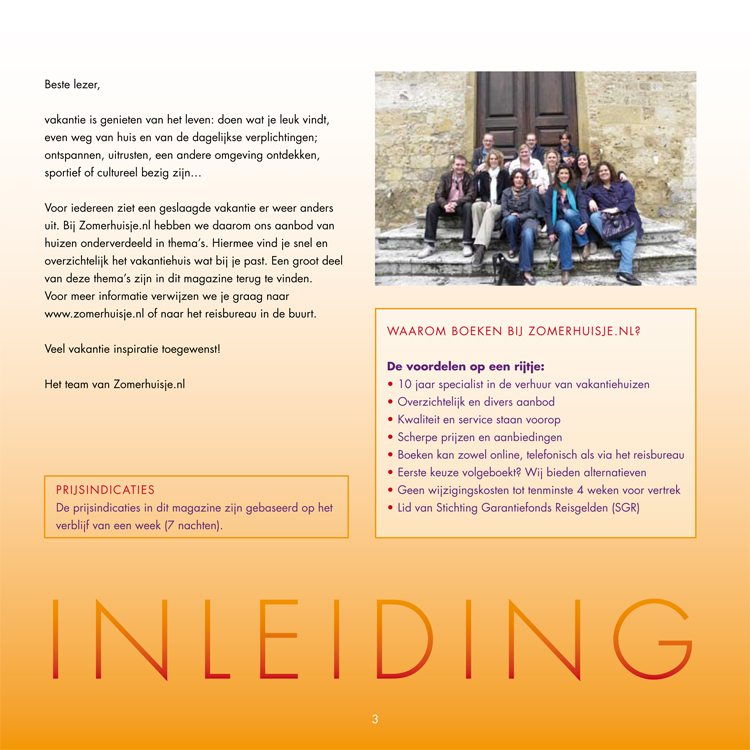 Beste lezer,
vakantie is genieten van het leven: doen wat je leuk vindt,
even weg van huis en van de dagelijkse verplichtingen;
ontspannen, uitrusten, een andere omgeving ontdekken,
sportief of cultureel bezig zijn…
Voor iedereen ziet een geslaagde vakantie er weer anders
uit. Bij Zomerhuisje.nl hebben we daarom ons aanbod van
huizen onderverdeeld in thema's. Hiermee vind je snel en
overzichtelijk het vakantiehuis wat bij je past. Een groot deel
van deze thema's zijn in dit magazine terug te vinden.
Voor meer informatie verwijzen we je graag naar
www.zomerhuisje.nl of naar het reisbureau in de buurt.
Veel vakantie inspiratie toegewenst!
Het team van Zomerhuisje.nl
PRIJSINDICATIES
De prijsindicaties in dit magazine zijn gebaseerd op het
verblijf van een week (7 nachten).
WAAROM BOEKEN BIJ ZOMERHUISJE.NL?
De voordelen op een rijtje:
• 10 jaar specialist in de verhuur van vakantiehuizen
• Overzichtelijk en divers aanbod
• Kwaliteit en service staan voorop
• Scherpe prijzen en aanbiedingen
• Boeken kan zowel online, telefonisch als via het reisbureau
• Eerste keuze volgeboekt? Wij bieden alternatieven
• Geen wijzigingskosten tot tenminste 4 weken voor vertrek
• Lid van Stichting Garantiefonds Reisgelden (SGR)
INLEIDING
3